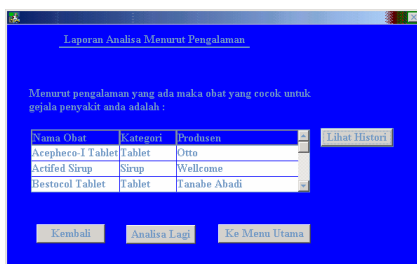 Laporan Analisa Menurut Pengalaman
Menurut pengalaman yang ada maka obat yang cocok untuk
gejala penyakit anda adalah :
Nama Obat Kategori Produsen
Lihat Histori
Acepheco-I Tablet Tablet Otto
Actifed Sirup Sirup Wellcome
Bestocol Tablet Tablet Tanabe Abadi
Kembali Analisa Lagi Ke Menu Utama